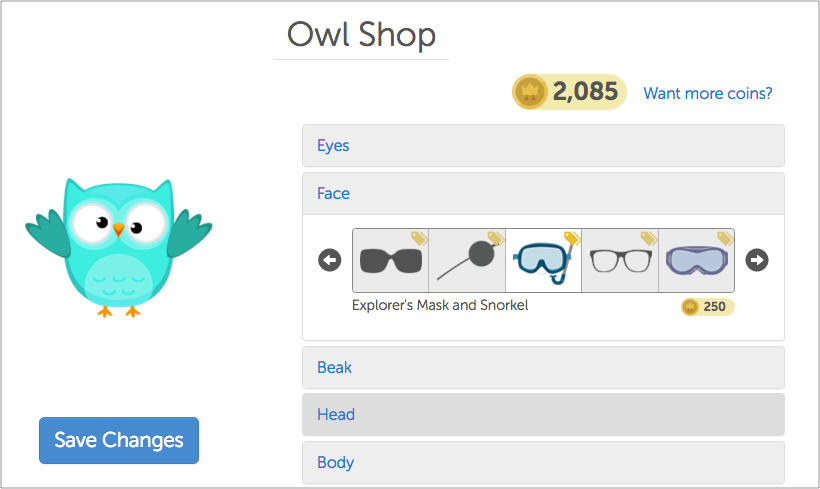 Owl Shop
2,085 Want more coins?
Eyes
Face
Explorer's Mask and Snorkel 250
Beak
Head
Body
Save Changes